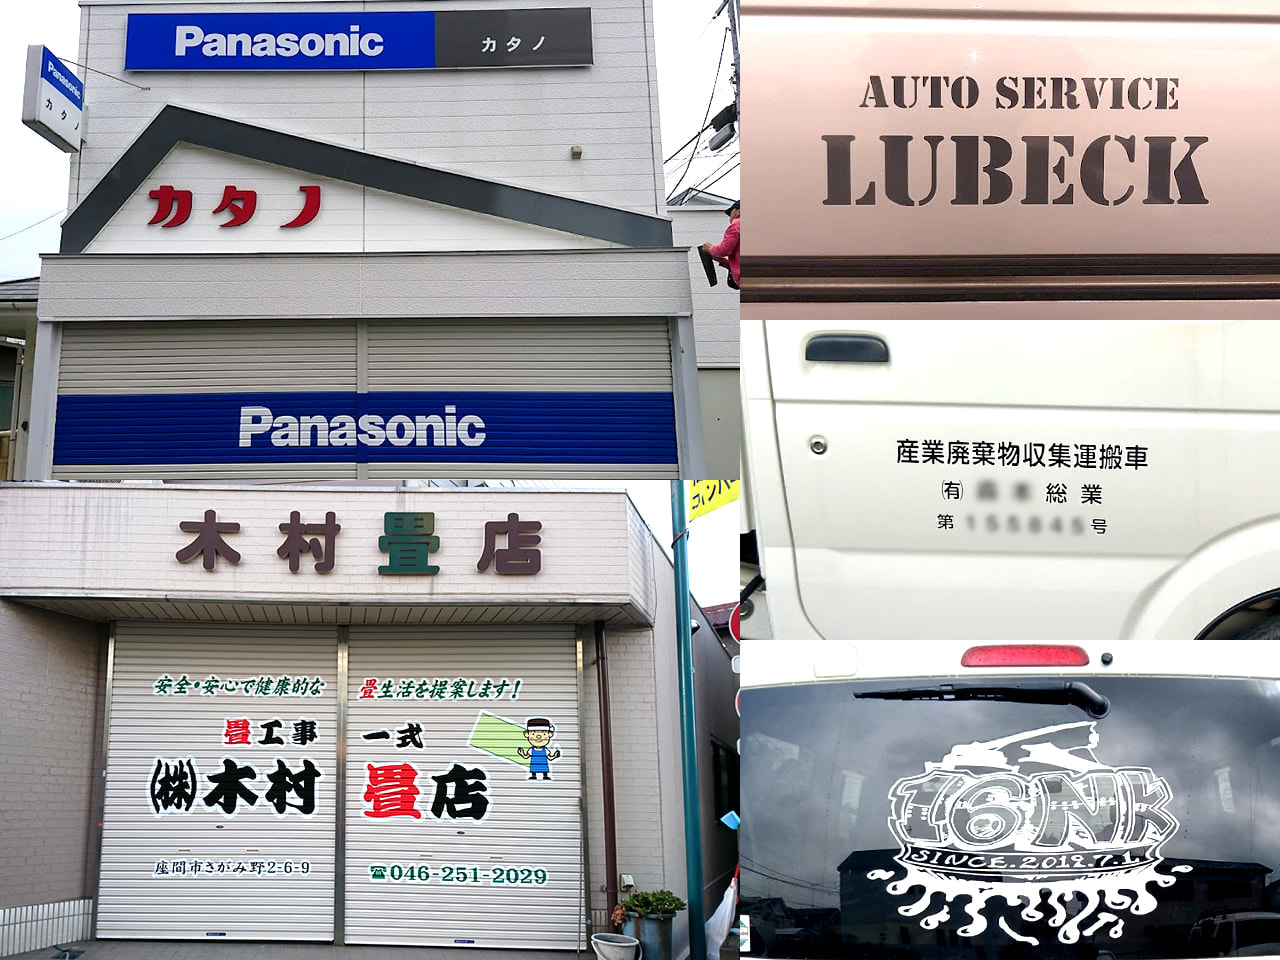 Panasonic カタノ
Panasonic
カタノ
カタノ
Panasonic
木村畳店
安全・安心で健康的な 畳生活を提案します!
畳工事 一式
㈱木村 畳店
座間市さがみ野2-6-9 ☎046-251-2029
AUTO SERVICE
LUBECK
産業廃棄物収集運搬車
㈲ 総業
第 号
16NK
SINCE.2019.7.1